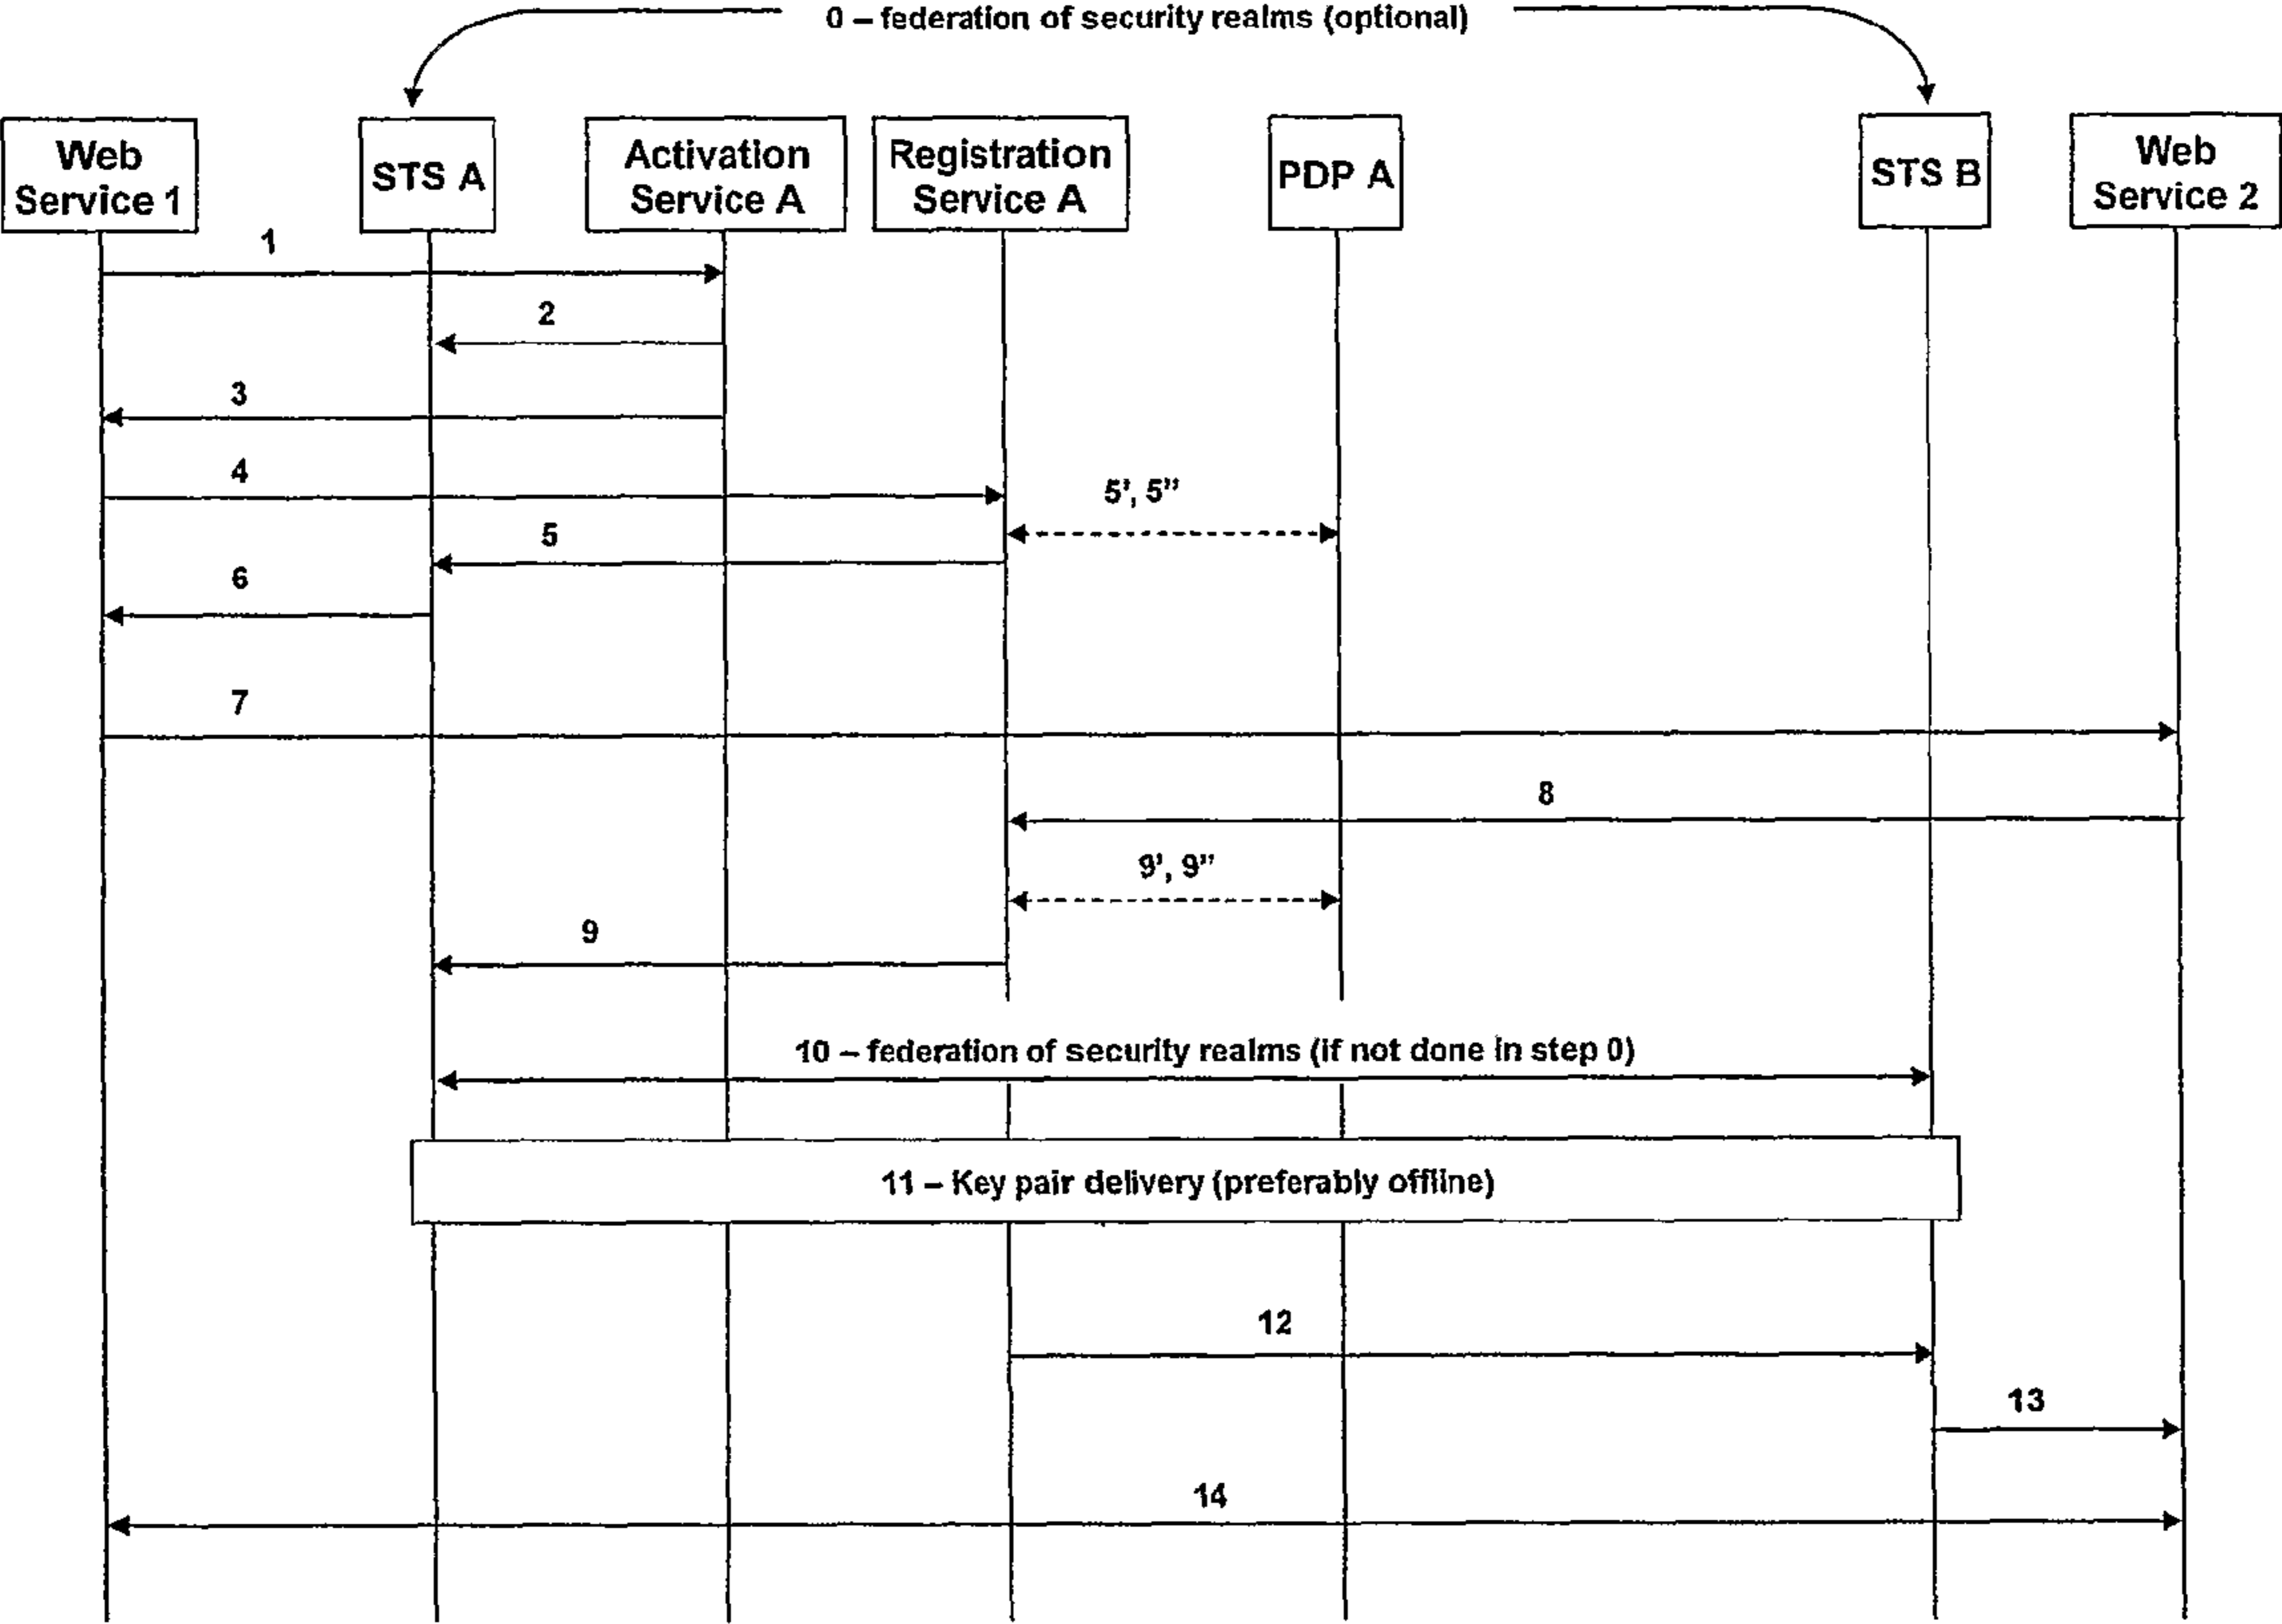 0 – federation of security realms (optional)
Web
Service 1
STS A
Activation
Service A
Registration
Service A
PDP A
STS B
Web
Service 2
1
2
3
4
5', 5"
5
6
7
8
9', 9"
9
10 – federation of security realms (if not done in step 0)
11 – Key pair delivery (preferably offline)
12
13
14